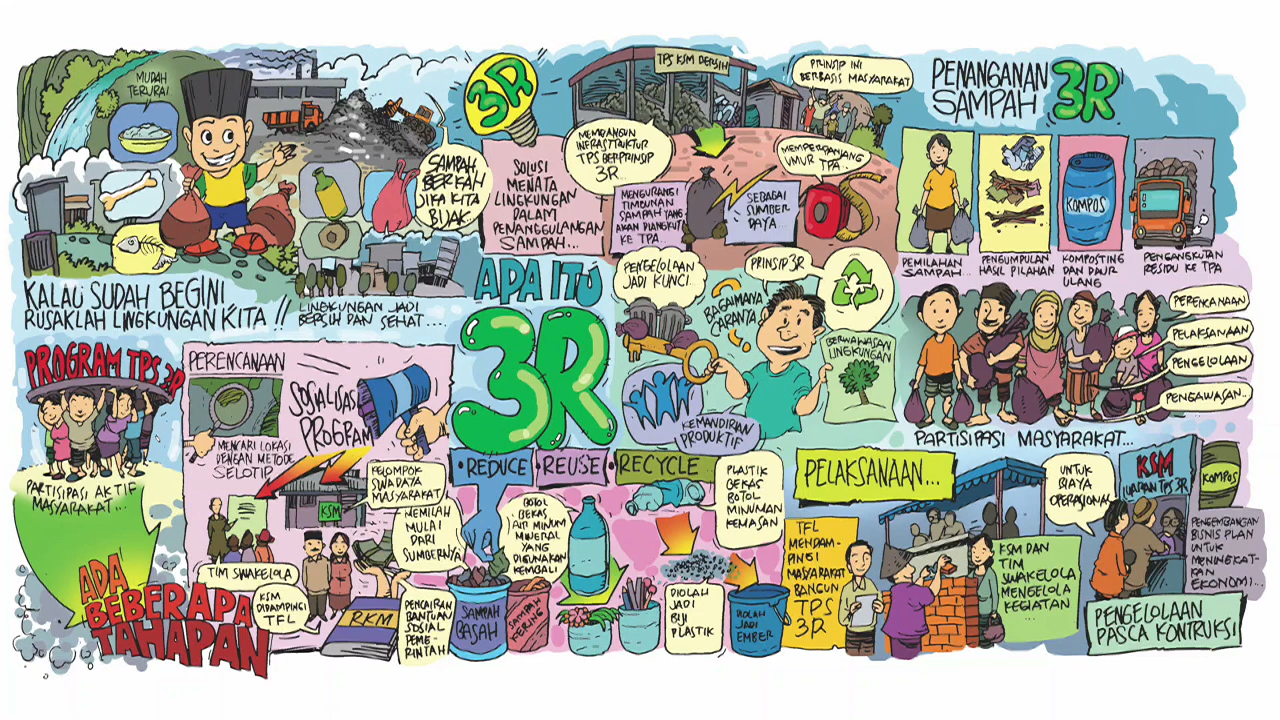 MUDAH
TERURAI
SAMPAH,
BERKAH
JIKA KITA
BIJAK.
KALAU SUDAH BEGINI
RUSAKLAH LINGKUNGAN KITA !!
LINGKUNGAN JADI
BERSIH DAN SEHAT....
3R
SOLUSI
MENATA
LINGKUNGAN
DALAM
PENANGGULANGAN
SAMPAH...
TPS KSM BERSIH
PRINSIP INI
BERBASIS MASYARAKAT
MEMBANGUN
INFRASTRUKTUR
TPS BERPRINSIP
3R...
MEMPERPANJANG
UMUR TPA...
MENGURANGI
TIMBUNAN
SAMPAH YANG
AKAN DIANGKUT
KE TPA...
SEBAGAI
SUMBER
DAYA...
PENANGANAN
SAMPAH 3R
KOMPOS
PEMILAHAN
SAMPAH...
PENGUMPULAN
HASIL PILAHAN
KOMPOSTING
DAN DAUR
ULANG
PENGANGKUTAN
RESIDU KE TPA
APA ITU
3R
REDUCE
REUSE
RECYCLE
PENGELOLAAN
JADI KUNCI...
PRINSIP 3R...
BAGAIMANA
CARANYA
BERWAWASAN
LINGKUNGAN
KEMANDIRIAN
PRODUKTIF
PERENCANAAN
PELAKSANAAN
PENGELOLAAN
PENGAWASAN..
PARTISIPASI MASYARAKAT...
PROGRAM TPS 3R
PARTISIPASI AKTIF
MASYARAKAT...
ADA
BEBERAPA
TAHAPAN
PERENCANAAN
MENCARI LOKASI
DENGAN METODE
SELOTIP
SOSIALISASI
PROGRAM
KSM
KELOMPOK
SWADAYA
MASYARAKAT
TIM SWAKELOLA
KSM
DIDAMPINGI
TFL
RKM
MEMILAH
MULAI
DARI
SUMBERNYA
PENCAIRAN
BANTUAN
SOSIAL
PEME-
RINTAH
SAMPAH
BASAH
SAMPAH
KERING
BOTOL
BEKAS
AIR MINUM
MINERAL
YANG
DIGUNAKAN
KEMBALI
PLASTIK
BEKAS
BOTOL
MINUMAN
KEMASAN
DIOLAH
JADI
BIJI
PLASTIK
DIOLAH
JADI
EMBER
PELAKSANAAN...
TFL
MENDAM-
PINGI
MASYARAKAT
BANGUN
TPS
3R
KSM DAN
TIM
SWAKELOLA
MENGELOLA
KEGIATAN
UNTUK
BIAYA
OPERASIONAL
KSM
IURAN TPS 3R
KOMPOS
PENGEMBANGAN
BISNIS PLAN
UNTUK
MENINGKAT-
KAN
EKONOMI...
PENGELOLAAN
PASCA KONTRUKSI